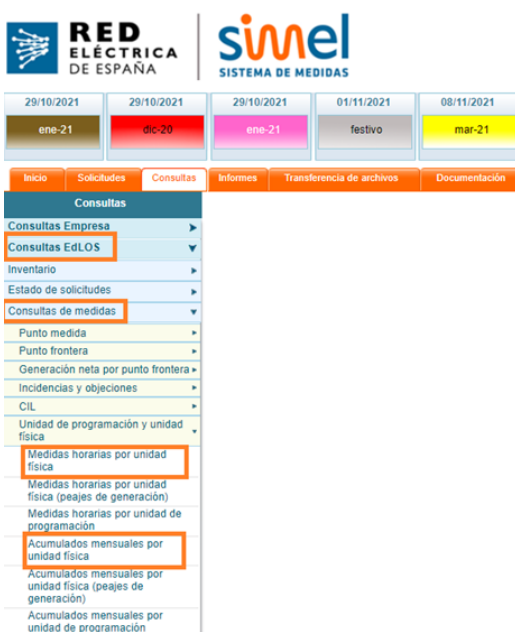 RED
ELÉCTRICA
DE ESPAÑA
simel
SISTEMA DE MEDIDAS
29/10/2021 29/10/2021 29/10/2021 01/11/2021 08/11/2021
ene-21 dic-20 ene-21 festivo mar-21
Inicio Solicitudes Consultas Informes Transferencia de archivos Documentación
Consultas
Consultas Empresa
Consultas EdLOS
Inventario
Estado de solicitudes
Consultas de medidas
Punto medida
Punto frontera
Generación neta por punto frontera
Incidencias y objeciones
CIL
Unidad de programación y unidad
física
Medidas horarias por unidad
física
Medidas horarias por unidad
física (peajes de generación)
Medidas horarias por unidad de
programación
Acumulados mensuales por
unidad física
Acumulados mensuales por
unidad física (peajes de
generación)
Acumulados mensuales por
unidad de programación